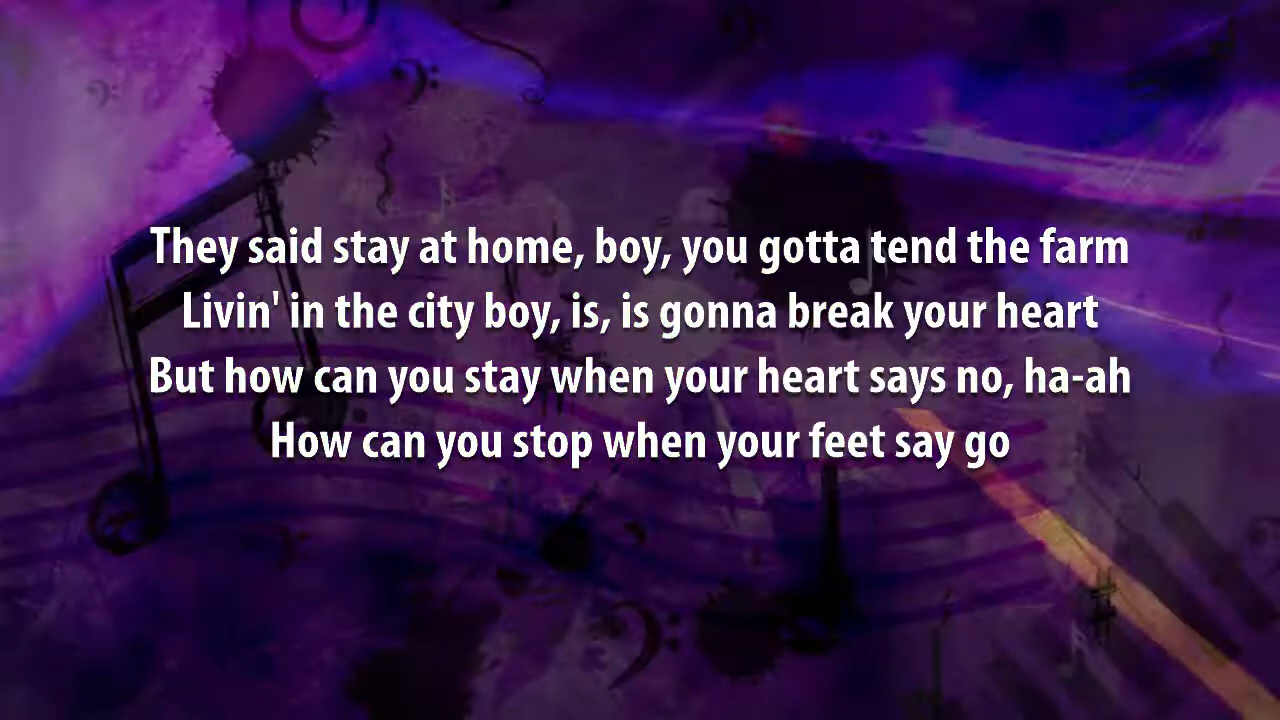 They said stay at home, boy, you gotta tend the farm
Livin' in the city boy, is, is gonna break your heart
But how can you stay when your heart says no, ha-ah
How can you stop when your feet say go